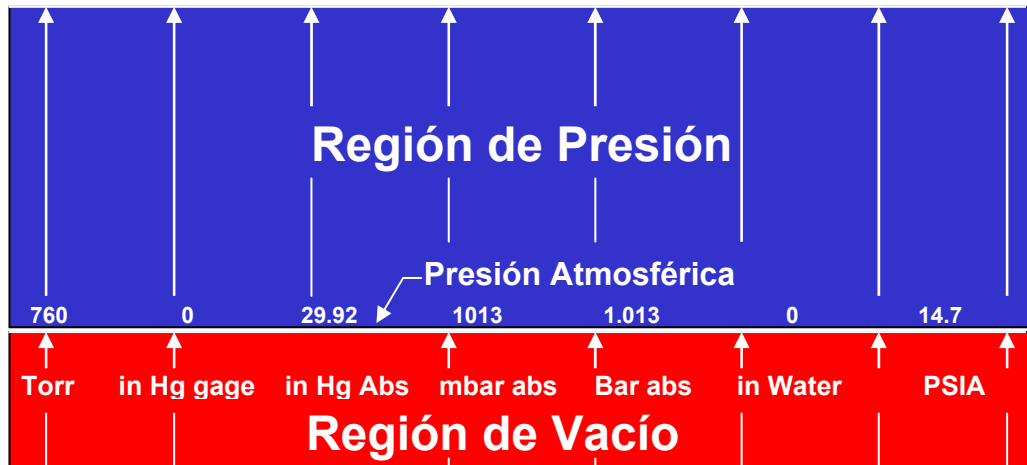 Región de Presión
Presión Atmosférica
760 0 29.92 1013 1.013 0 14.7
Torr in Hg gage in Hg Abs mbar abs Bar abs in Water PSIA
Región de Vacío